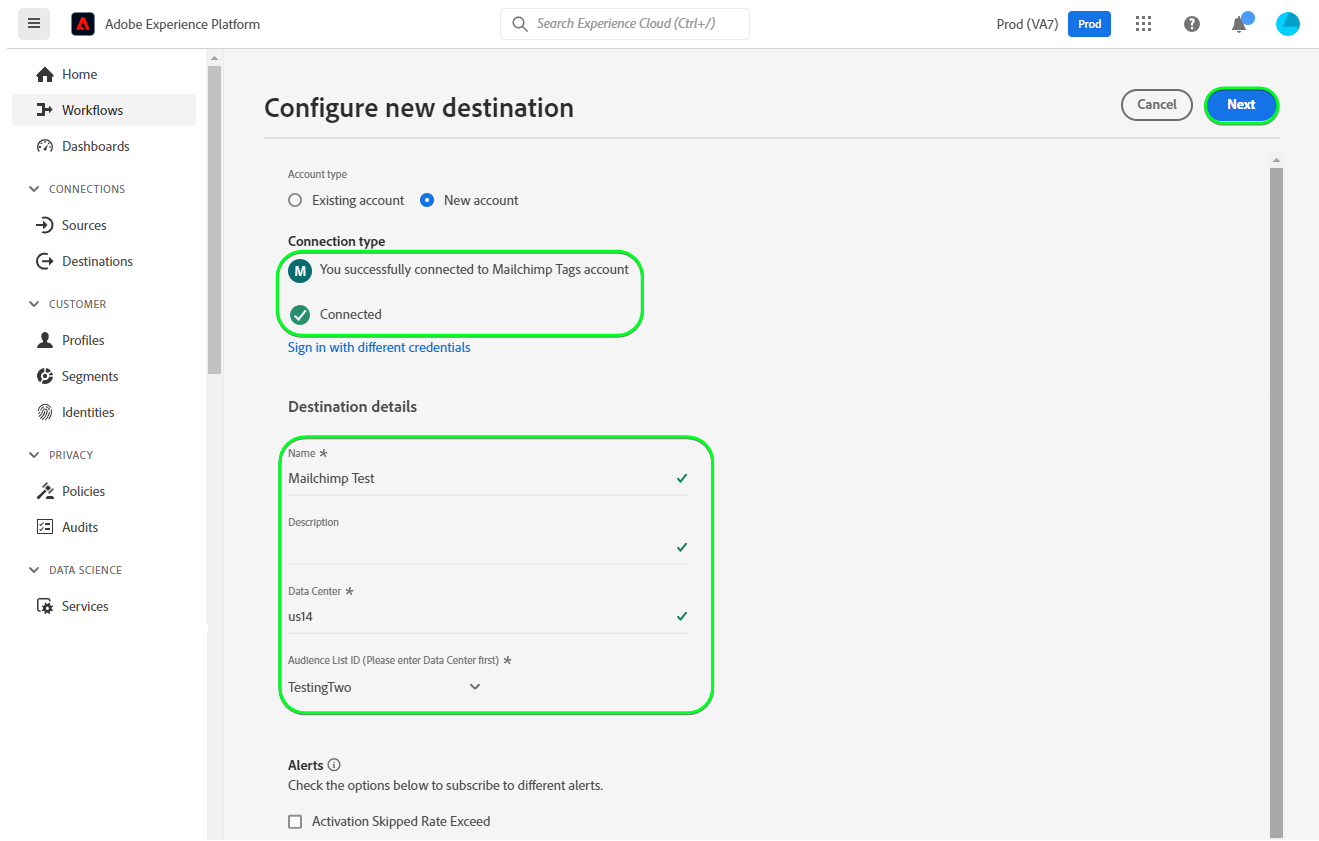 Adobe Experience Platform
Search Experience Cloud (Ctrl+/)
Prod (VA7)
Prod
Home
Workflows
Dashboards
CONNECTIONS
Sources
Destinations
CUSTOMER
Profiles
Segments
Identities
PRIVACY
Policies
Audits
DATA SCIENCE
Services
Configure new destination
Cancel
Next
Account type
Existing account
New account
Connection type
M You successfully connected to Mailchimp Tags account
Connected
Sign in with different credentials
Destination details
Name *
Mailchimp Test
Description
Data Center *
us14
Audience List ID (Please enter Data Center first) *
TestingTwo
Alerts
Check the options below to subscribe to different alerts.
Activation Skipped Rate Exceed